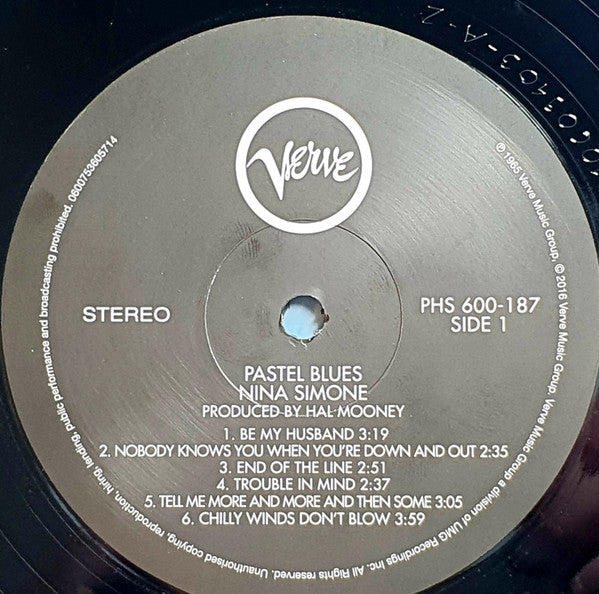 Verve
STEREO
PHS 600-187
SIDE 1
PASTEL BLUES
NINA SIMONE
PRODUCED BY HAL MOONEY
1. BE MY HUSBAND 3:19
2. NOBODY KNOWS YOU WHEN YOU'RE DOWN AND OUT 2:35
3. END OF THE LINE 2:51
4. TROUBLE IN MIND 2:37
5. TELL ME MORE AND MORE AND THEN SOME 3:05
6. CHILLY WINDS DON'T BLOW 3:59
℗ 1965 Verve Music Group, © 2016 Verve Music Group. Verve Music Group a division of UMG Recordings Inc. All Rights reserved. Unauthorised copying, reproduction, hiring, lending, public performance and broadcasting prohibited. 0600753605714